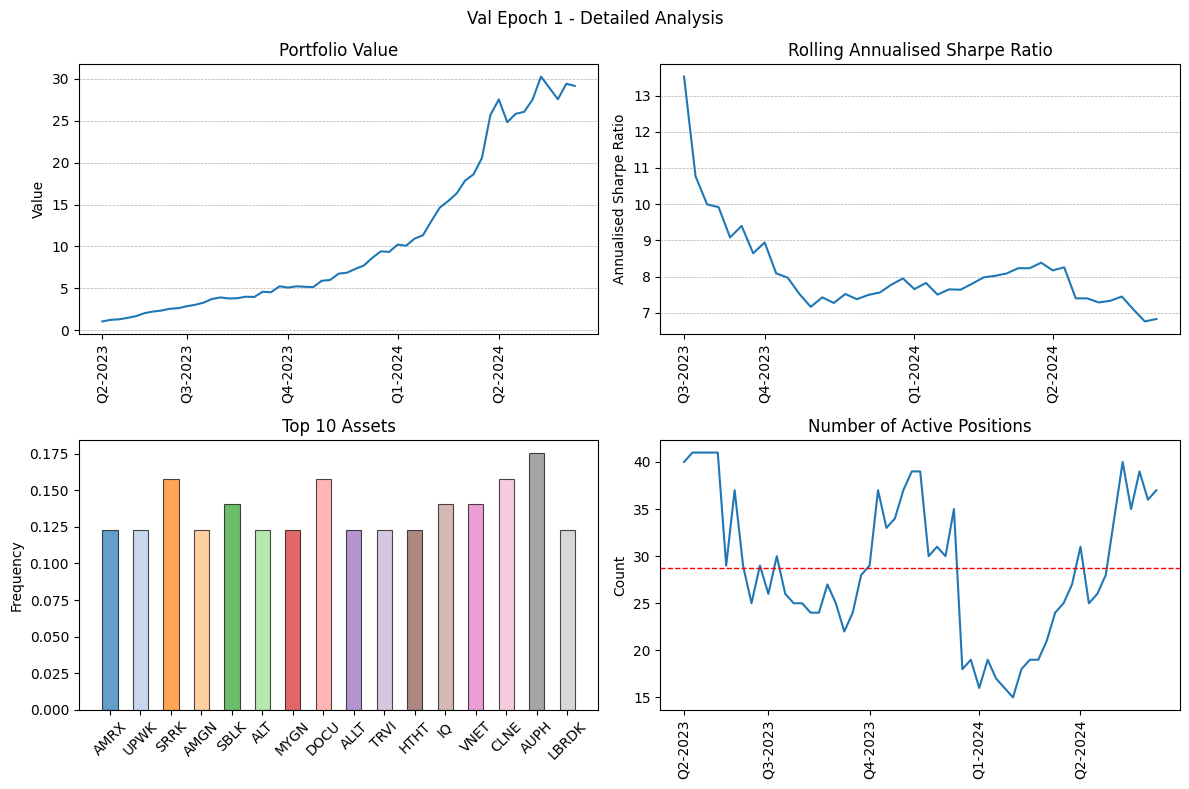 Val Epoch 1 - Detailed Analysis
Portfolio Value
Value
30
25
20
15
10
5
0
Q2-2023
Q3-2023
Q4-2023
Q1-2024
Q2-2024
Rolling Annualised Sharpe Ratio
Annualised Sharpe Ratio
13
12
11
10
9
8
7
Q3-2023
Q4-2023
Q1-2024
Q2-2024
Top 10 Assets
Frequency
0.175
0.150
0.125
0.100
0.075
0.050
0.025
0.000
AMRX
UPWK
SRRK
AMGN
SBLK
ALT
MYGN
DOCU
ALLT
TRVI
HTHT
IQ
VNET
CLNE
AUPH
LBRDK
Number of Active Positions
Count
40
35
30
25
20
15
Q2-2023
Q3-2023
Q4-2023
Q1-2024
Q2-2024